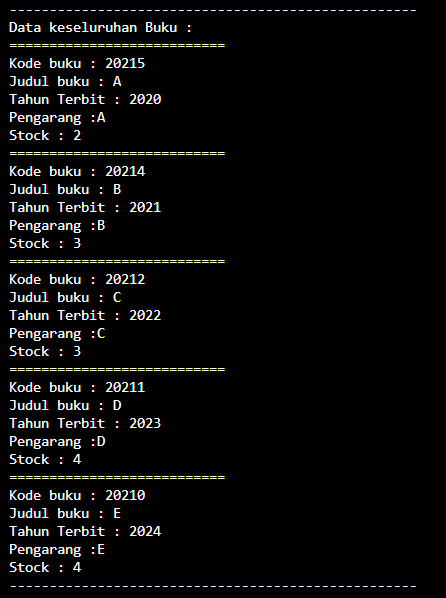 ---------------------------------------------------
Data keseluruhan Buku :
===========================
Kode buku : 20215
Judul buku : A
Tahun Terbit : 2020
Pengarang :A
Stock : 2
===========================
Kode buku : 20214
Judul buku : B
Tahun Terbit : 2021
Pengarang :B
Stock : 3
===========================
Kode buku : 20212
Judul buku : C
Tahun Terbit : 2022
Pengarang :C
Stock : 3
===========================
Kode buku : 20211
Judul buku : D
Tahun Terbit : 2023
Pengarang :D
Stock : 4
===========================
Kode buku : 20210
Judul buku : E
Tahun Terbit : 2024
Pengarang :E
Stock : 4
---------------------------------------------------